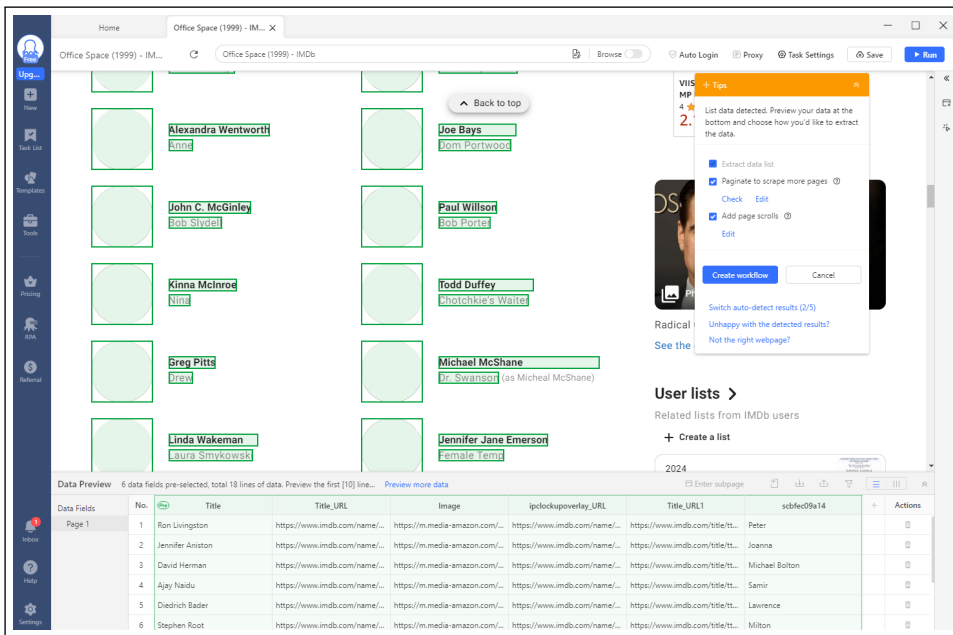 Home
Office Space (1999) - IM...
Office Space (1999) - IM...
Office Space (1999) - IMDb
Browse
Auto Login
Proxy
Task Settings
Save
Run
Free
Upg...
New
Task List
Templates
Tools
Pricing
RPA
Referral
1
Inbox
Help
Settings
Back to top
Alexandra Wentworth
Anne
Joe Bays
Dom Portwood
John C. McGinley
Bob Slydell
Paul Willson
Bob Porter
Kinna McInroe
Nina
Todd Duffey
Chotchkie's Waiter
Greg Pitts
Drew
Michael McShane
Dr. Swanson (as Micheal McShane)
Linda Wakeman
Laura Smykowski
Jennifer Jane Emerson
Female Temp
VIIS
MP
4
2.
Tips
List data detected. Preview your data at the
bottom and choose how you'd like to extract
the data.
Extract data list
Paginate to scrape more pages
Check Edit
Add page scrolls
Edit
Create workflow
Cancel
Switch auto-detect results (2/5)
Unhappy with the detected results?
Not the right webpage?
Radical
See the
User lists
Related lists from IMDb users
+ Create a list
2024
Data Preview 6 data fields pre-selected, total 18 lines of data. Preview the first [10] line... Preview more data
Enter subpage
Data Fields
Page 1
No. Pro Title Title_URL Image ipclockupoverlay_URL Title_URL1 scbfec09a14 + Actions
1 Ron Livingston https://www.imdb.com/name/... https://m.media-amazon.com/... https://www.imdb.com/name/... https://www.imdb.com/title/tt... Peter
2 Jennifer Aniston https://www.imdb.com/name/... https://m.media-amazon.com/... https://www.imdb.com/name/... https://www.imdb.com/title/tt... Joanna
3 David Herman https://www.imdb.com/name/... https://m.media-amazon.com/... https://www.imdb.com/name/... https://www.imdb.com/title/tt... Michael Bolton
4 Ajay Naidu https://www.imdb.com/name/... https://m.media-amazon.com/... https://www.imdb.com/name/... https://www.imdb.com/title/tt... Samir
5 Diedrich Bader https://www.imdb.com/name/... https://m.media-amazon.com/... https://www.imdb.com/name/... https://www.imdb.com/title/tt... Lawrence
6 Stephen Root https://www.imdb.com/name/... https://m.media-amazon.com/... https://www.imdb.com/name/... https://www.imdb.com/title/tt... Milton